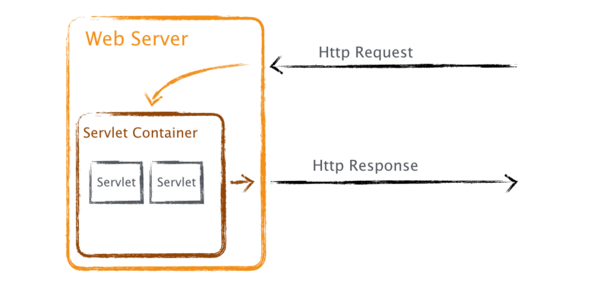 Web Server
Http Request
Servlet Container
Http Response
Servlet
Servlet